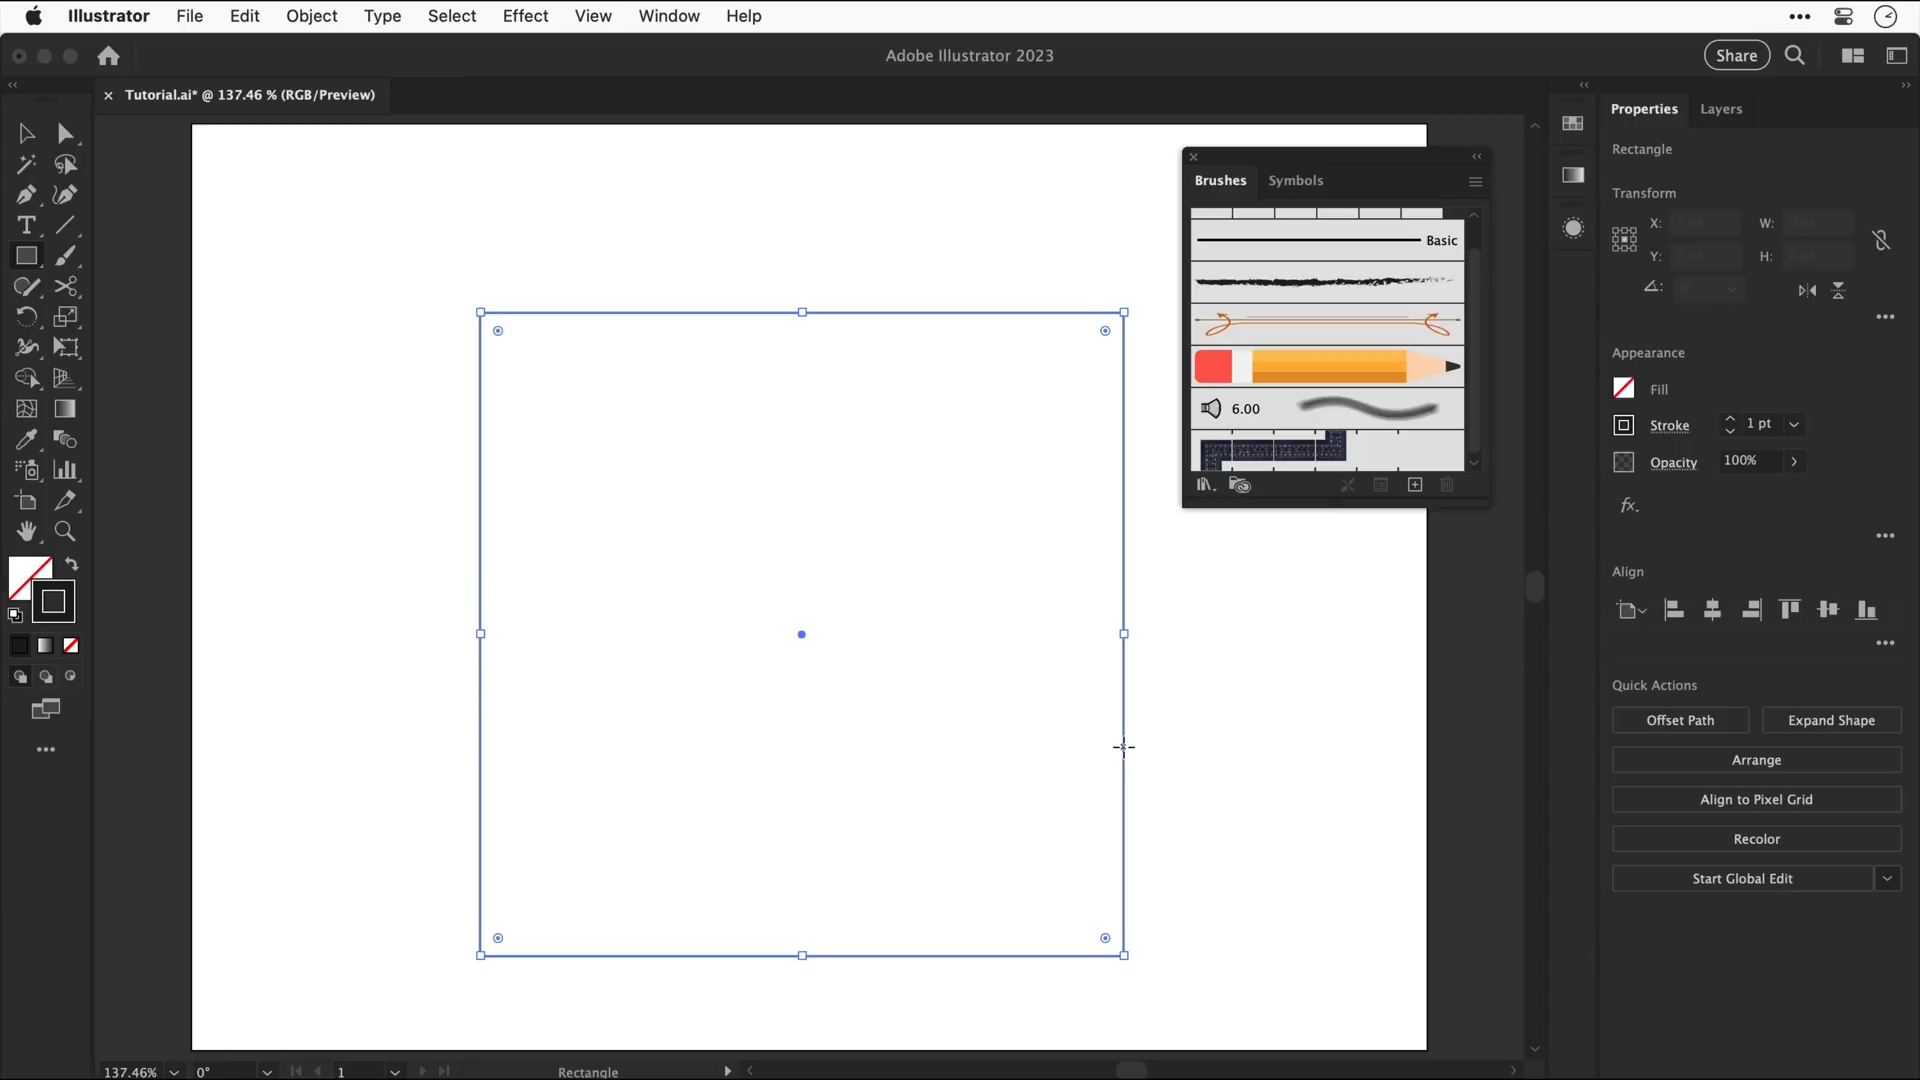 Illustrator File Edit Object Type Select Effect View Window Help
Adobe Illustrator 2023
Share
Tutorial.ai* @ 137.46 % (RGB/Preview)
Brushes Symbols
Basic
6.00
Properties Layers
Rectangle
Transform
X: W:
Y: H:
Appearance
Fill
Stroke 1 pt
Opacity 100%
fx.
Align
Quick Actions
Offset Path Expand Shape
Arrange
Align to Pixel Grid
Recolor
Start Global Edit
137.46% 0° 1 Rectangle